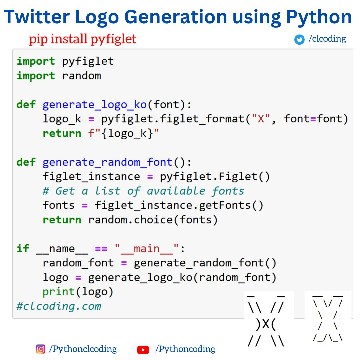 Twitter Logo Generation using Python
pip install pyfiglet
/clcoding
import pyfiglet
import random
def generate_logo_ko(font):
    logo_k = pyfiglet.figlet_format("X", font=font)
    return f"{logo_k}"
def generate_random_font():
    figlet_instance = pyfiglet.Figlet()
    # Get a list of available fonts
    fonts = figlet_instance.getFonts()
    return random.choice(fonts)
if __name__ == "__main__":
    random_font = generate_random_font()
    logo = generate_logo_ko(random_font)
    print(logo)
#clcoding.com
/Pythonclcoding
/Pythoncoding